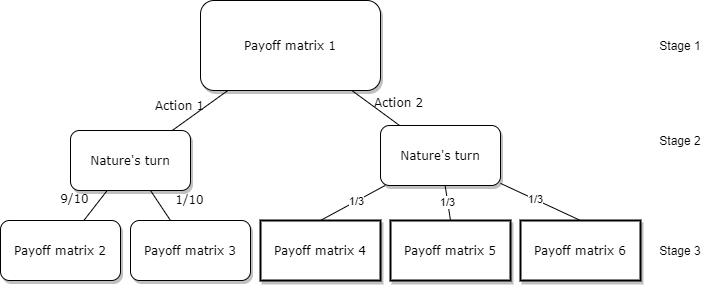 Payoff matrix 1
Stage 1
Action 1
Action 2
Stage 2
Nature's turn
Nature's turn
9/10
1/10
1/3
1/3
1/3
Payoff matrix 2
Payoff matrix 3
Payoff matrix 4
Payoff matrix 5
Payoff matrix 6
Stage 3